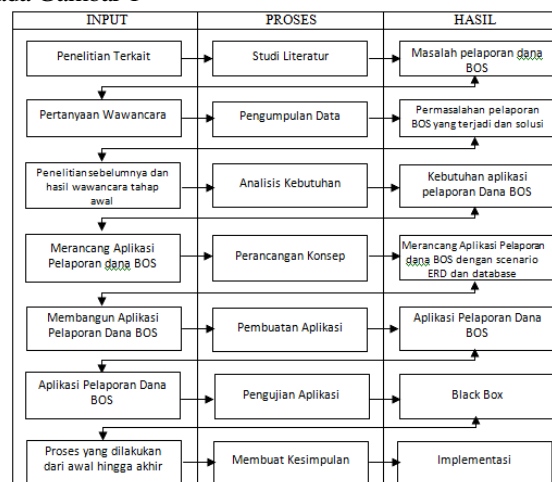 ada Gambar 1
INPUT
PROSES
HASIL
Penelitian Terkait
Studi Literatur
Masalah pelaporan dana
BOS
Pertanyaan Wawancara
Pengumpulan Data
Permasalahan pelaporan
BOS yang terjadi dan solusi
Penelitian sebelumnya dan
hasil wawancara tahap
awal
Analisis Kebutuhan
Kebutuhan aplikasi
pelaporan Dana BOS
Merancang Aplikasi
Pelaporan dana BOS
Perancangan Konsep
Merancang Aplikasi Pelaporan
dana BOS dengan scenario
ERD dan database
Membangun Aplikasi
Pelaporan Dana BOS
Pembuatan Aplikasi
Aplikasi Pelaporan Dana
BOS
Aplikasi Pelaporan Dana
BOS
Pengujian Aplikasi
Black Box
Proses yang dilakukan
dari awal hingga akhir
Membuat Kesimpulan
Implementasi